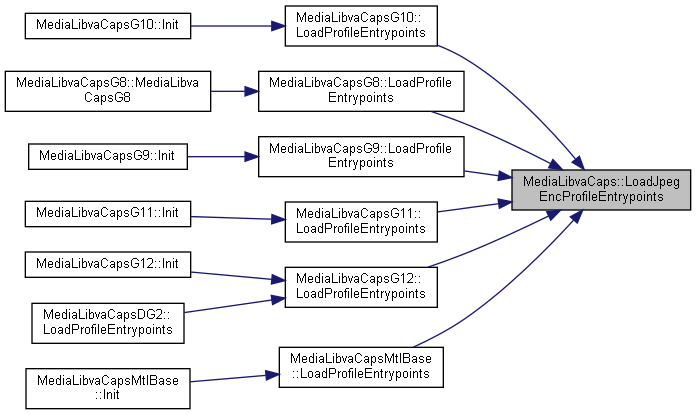 MediaLibvaCapsG10::Init
MediaLibvaCapsG10::
LoadProfileEntrypoints
MediaLibvaCapsG8::MediaLibva
CapsG8
MediaLibvaCapsG8::LoadProfile
Entrypoints
MediaLibvaCapsG9::Init
MediaLibvaCapsG9::LoadProfile
Entrypoints
MediaLibvaCaps::LoadJpeg
EncProfileEntrypoints
MediaLibvaCapsG11::Init
MediaLibvaCapsG11::
LoadProfileEntrypoints
MediaLibvaCapsG12::Init
MediaLibvaCapsG12::
LoadProfileEntrypoints
MediaLibvaCapsDG2::
LoadProfileEntrypoints
MediaLibvaCapsMtlBase
::LoadProfileEntrypoints
MediaLibvaCapsMtlBase
::Init